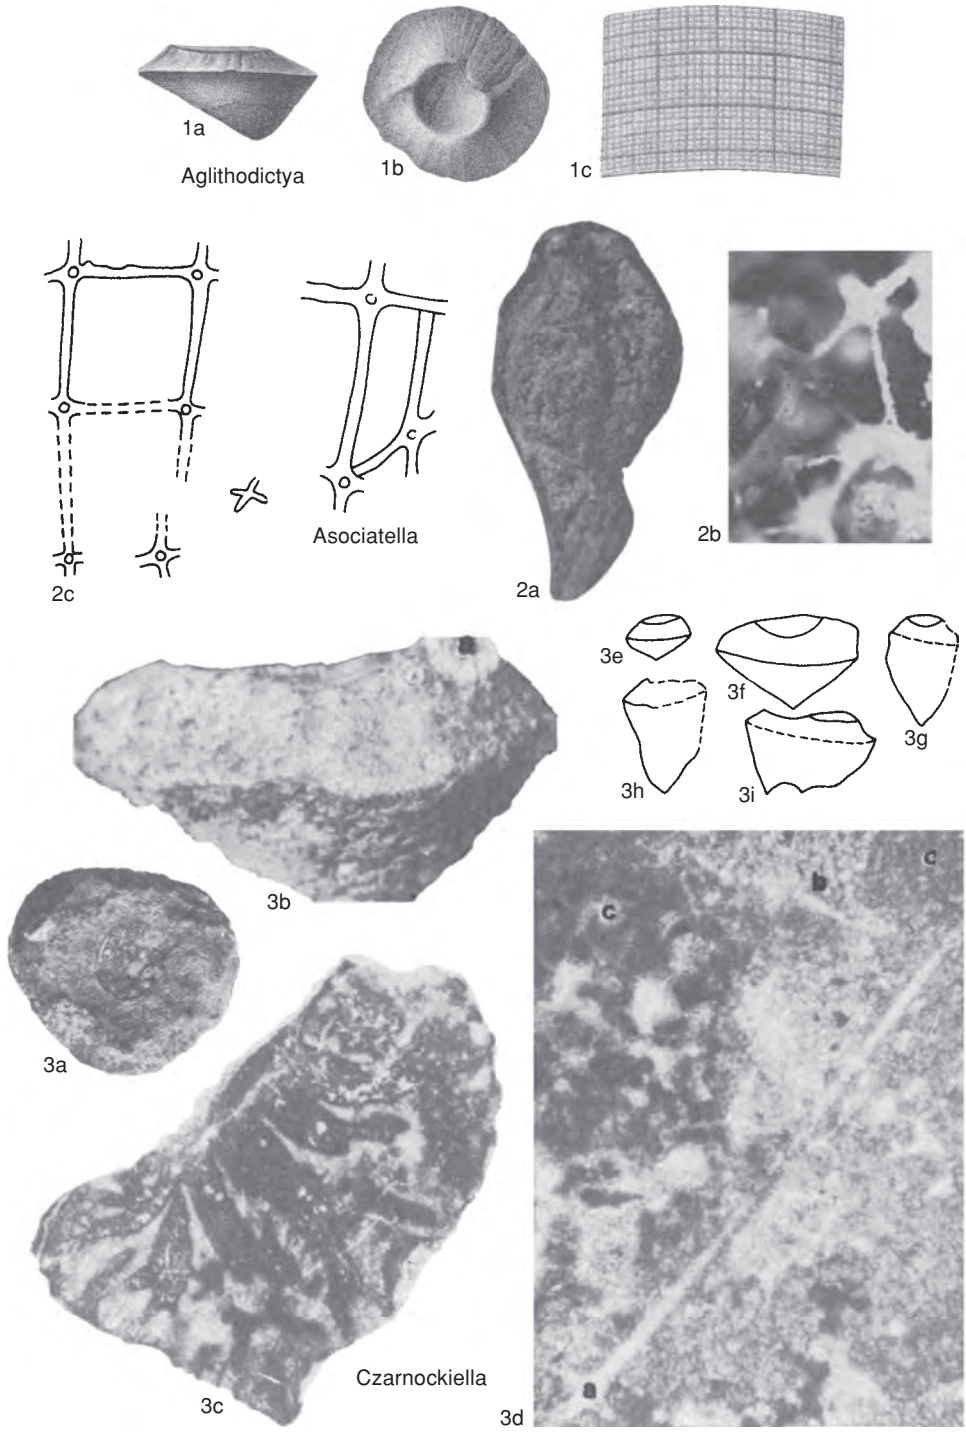 1a
1b
1c
Aglithodictya
2c
Asociatella
2a
2b
3e
3f
3g
3h
3i
a
3b
3a
3c
Czarnockiella
c
b
c
a
3d